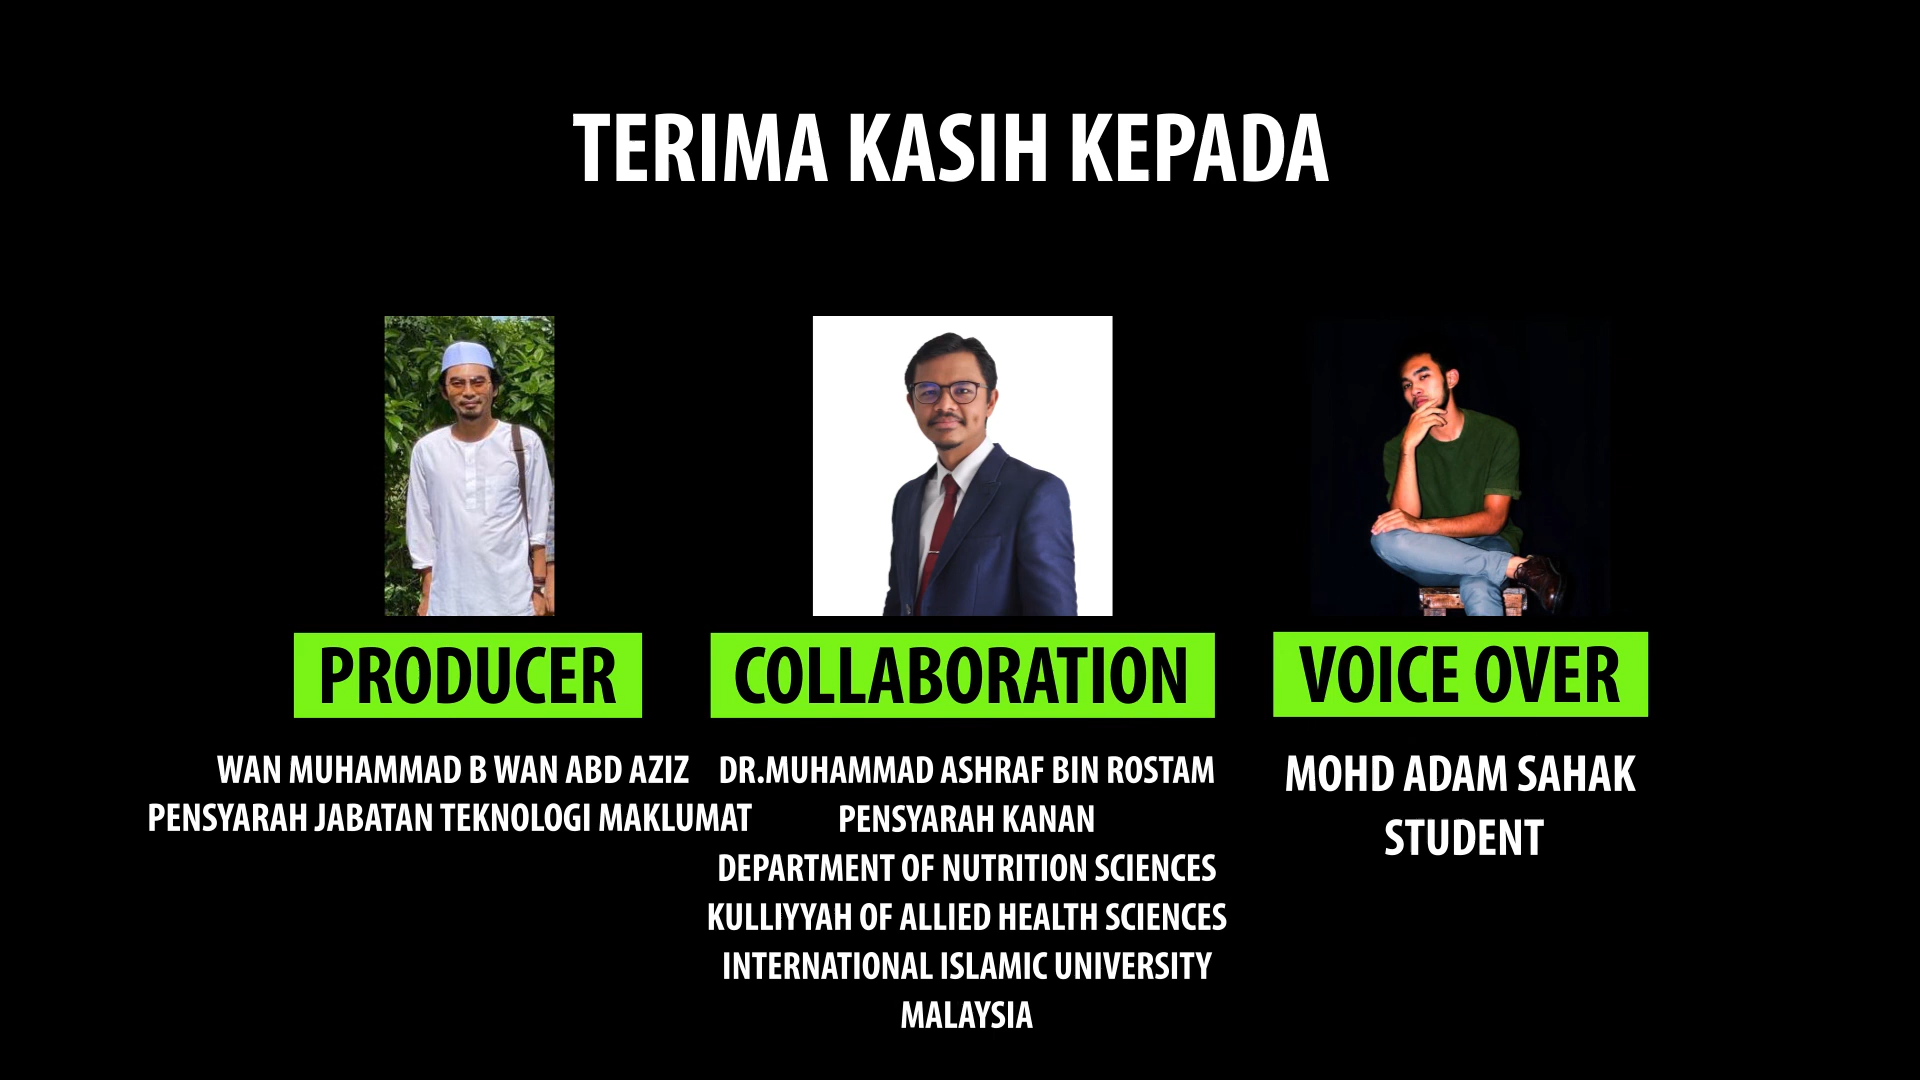 TERIMA KASIH KEPADA
PRODUCER
WAN MUHAMMAD B WAN ABD AZIZ
PENSYARAH JABATAN TEKNOLOGI MAKLUMAT
COLLABORATION
DR.MUHAMMAD ASHRAF BIN ROSTAM
PENSYARAH KANAN
DEPARTMENT OF NUTRITION SCIENCES
KULLIYYAH OF ALLIED HEALTH SCIENCES
INTERNATIONAL ISLAMIC UNIVERSITY
MALAYSIA
VOICE OVER
MOHD ADAM SAHAK
STUDENT